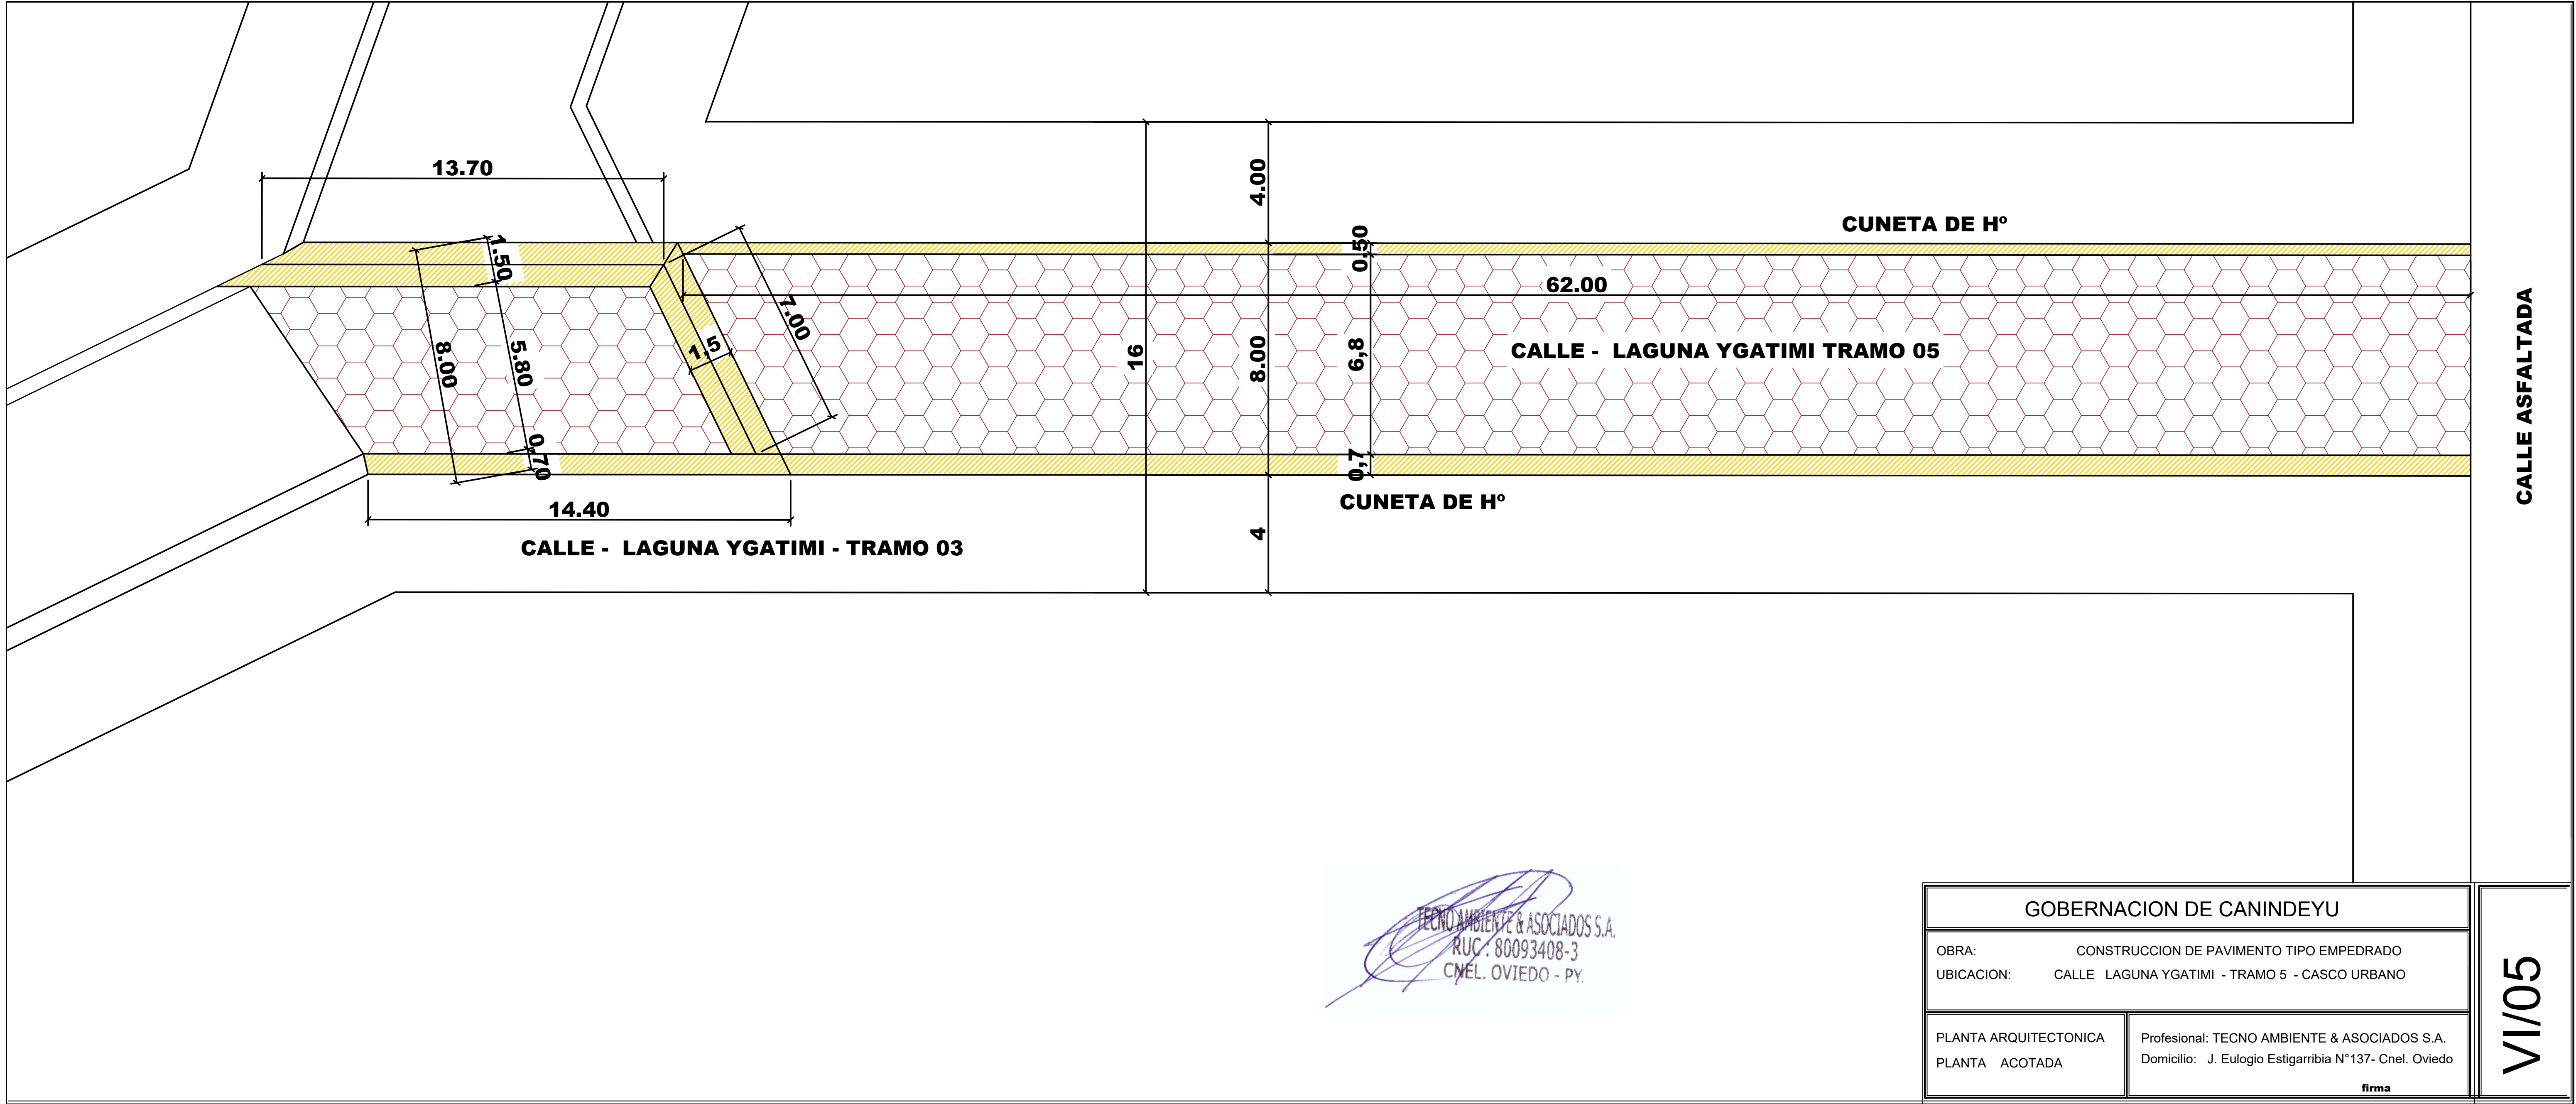 13.70
4.00
CUNETA DE Hº
1.50
0.50
62.00
7.00
1,5
8.00
5.80
16
8.00
6,8
CALLE - LAGUNA YGATIMI TRAMO 05
CALLE ASFALTADA
0,70
0,7
14.40
CUNETA DE Hº
4
CALLE - LAGUNA YGATIMI - TRAMO 03
TECNO AMBIENTE & ASOCIADOS S.A.
RUC: 80093408-3
CNEL. OVIEDO - PY.
GOBERNACION DE CANINDEYU
OBRA: CONSTRUCCION DE PAVIMENTO TIPO EMPEDRADO
UBICACION: CALLE LAGUNA YGATIMI - TRAMO 5 - CASCO URBANO
PLANTA ARQUITECTONICA
PLANTA ACOTADA
Profesional: TECNO AMBIENTE & ASOCIADOS S.A.
Domicilio: J. Eulogio Estigarribia N°137- Cnel. Oviedo
firma
VI/05